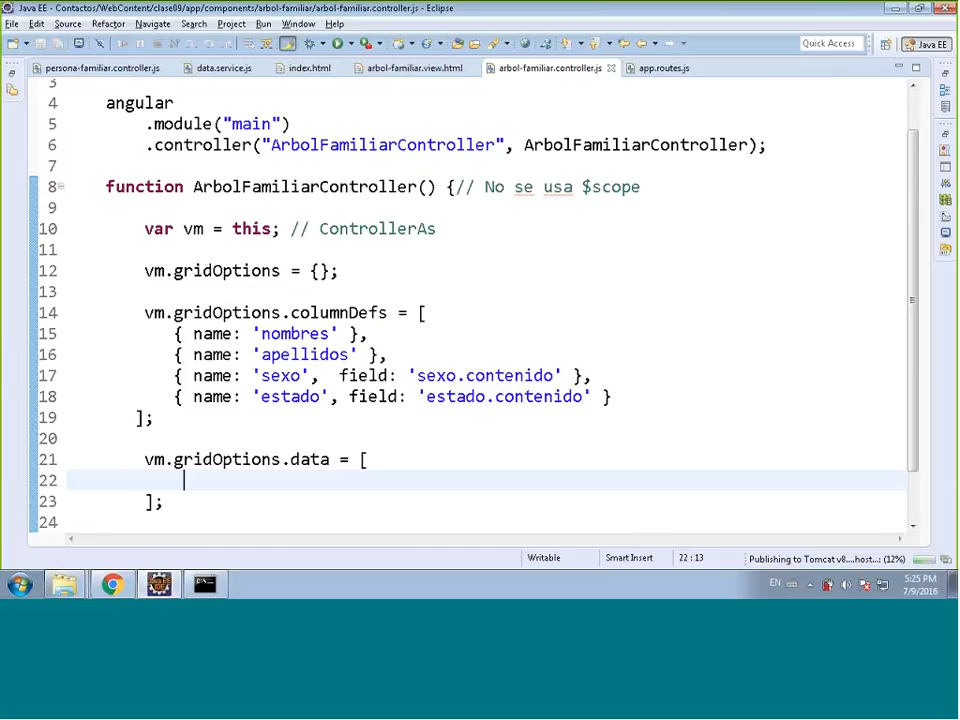 Java EE - Contactos/WebContent/clase09/app/components/arbol-familiar/arbol-familiar.controller.js - Eclipse
File Edit Source Refactor Navigate Search Project Run Window Help
Quick Access Java EE
persona-familiar.controller.js data.service.js index.html arbol-familiar.view.html arbol-familiar.controller.js app.routes.js
3
4 angular
5 .module("main")
6 .controller("ArbolFamiliarController", ArbolFamiliarController);
7
8 function ArbolFamiliarController() {// No se usa $scope
9
10 var vm = this; // ControllerAs
11
12 vm.gridOptions = {};
13
14 vm.gridOptions.columnDefs = [
15 { name: 'nombres' },
16 { name: 'apellidos' },
17 { name: 'sexo', field: 'sexo.contenido' },
18 { name: 'estado', field: 'estado.contenido' }
19 ];
20
21 vm.gridOptions.data = [
22
23 ];
24
Writable Smart Insert 22 : 13 Publishing to Tomcat v8....host...: (12%)
EN 5:25 PM
7/9/2016